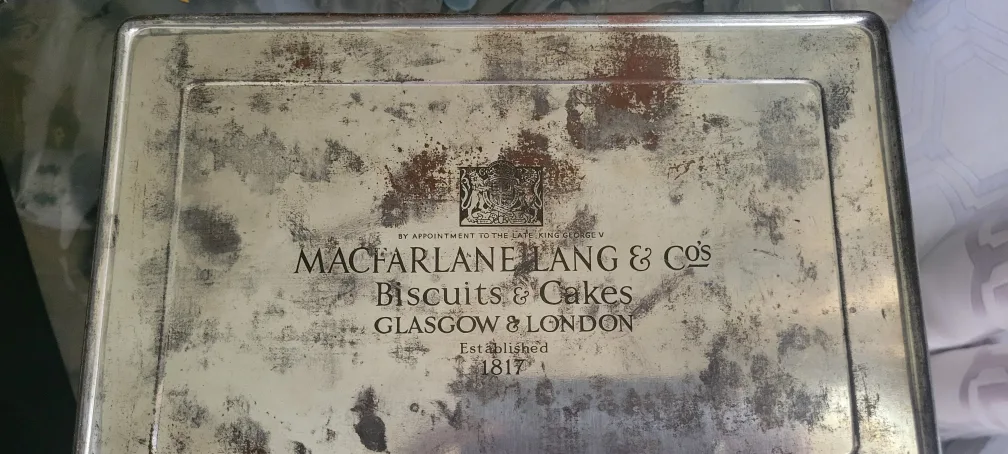 BY APPOINTMENT TO THE LATE KING GEORGE V
MACFARLANE LANG & Co's
Biscuits & Cakes
GLASGOW & LONDON
Established
1817